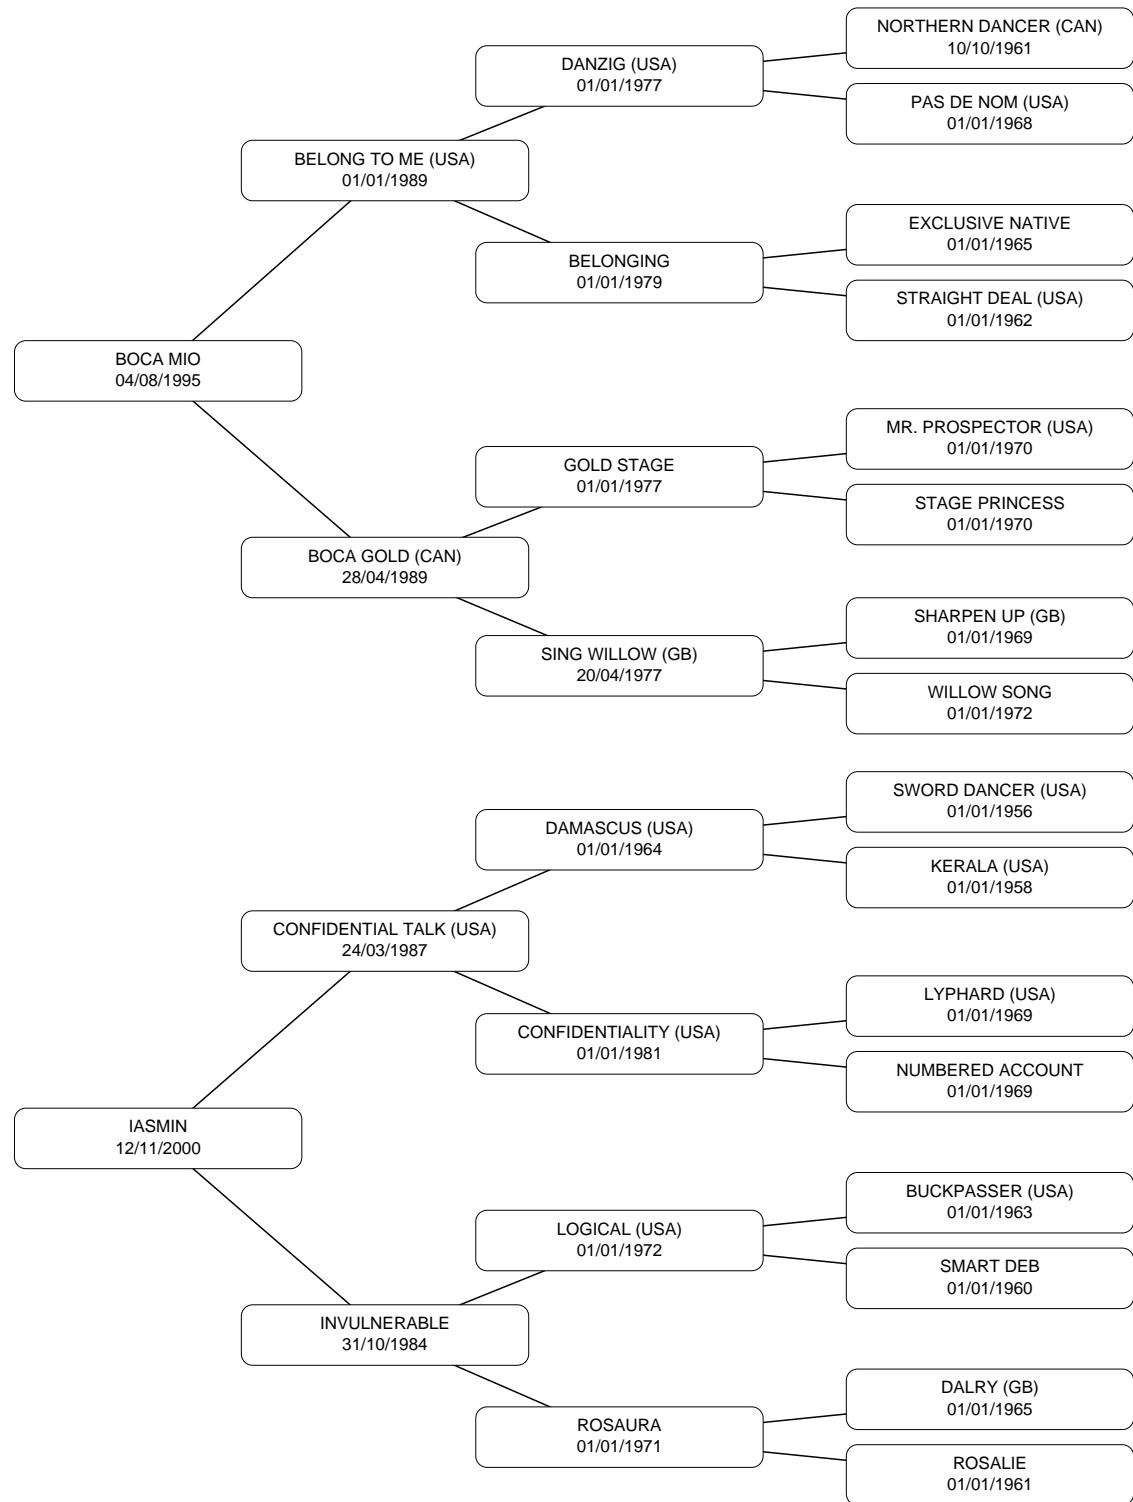 NORTHERN DANCER (CAN)
10/10/1961
DANZIG (USA)
01/01/1977
PAS DE NOM (USA)
01/01/1968
BELONG TO ME (USA)
01/01/1989
EXCLUSIVE NATIVE
01/01/1965
BELONGING
01/01/1979
STRAIGHT DEAL (USA)
01/01/1962
BOCA MIO
04/08/1995
MR. PROSPECTOR (USA)
01/01/1970
GOLD STAGE
01/01/1977
STAGE PRINCESS
01/01/1970
BOCA GOLD (CAN)
28/04/1989
SHARPEN UP (GB)
01/01/1969
SING WILLOW (GB)
20/04/1977
WILLOW SONG
01/01/1972
SWORD DANCER (USA)
01/01/1956
DAMASCUS (USA)
01/01/1964
KERALA (USA)
01/01/1958
CONFIDENTIAL TALK (USA)
24/03/1987
LYPHARD (USA)
01/01/1969
CONFIDENTIALITY (USA)
01/01/1981
NUMBERED ACCOUNT
01/01/1969
IASMIN
12/11/2000
BUCKPASSER (USA)
01/01/1963
LOGICAL (USA)
01/01/1972
SMART DEB
01/01/1960
INVULNERABLE
31/10/1984
DALRY (GB)
01/01/1965
ROSAURA
01/01/1971
ROSALIE
01/01/1961